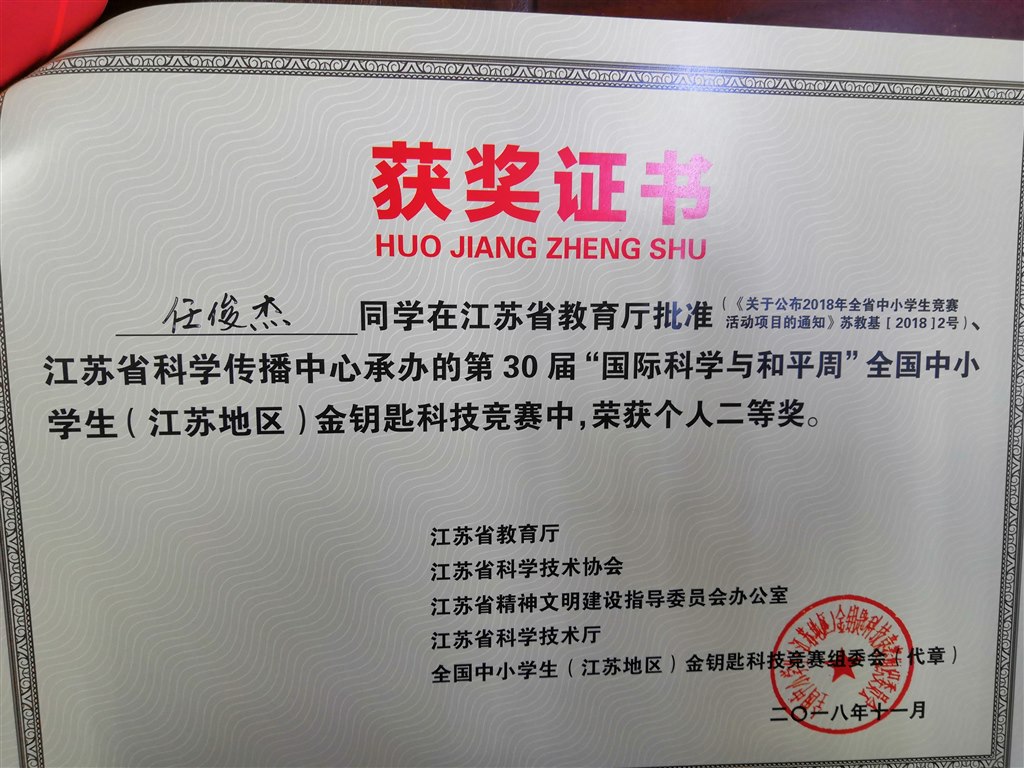 获奖证书
HUO JIANG ZHENG SHU
任俊杰同学在江苏省教育厅批准(《关于公布2018年全省中小学生竞赛
活动项目的通知》苏教基[2018]2号)、
江苏省科学传播中心承办的第30届“国际科学与和平周”全国中小
学生(江苏地区)金钥匙科技竞赛中,荣获个人二等奖。
江苏省教育厅
江苏省科学技术协会
江苏省精神文明建设指导委员会办公室
江苏省科学技术厅
全国中小学生(江苏地区)金钥匙科技竞赛组委会(代章)
二〇一八年十一月